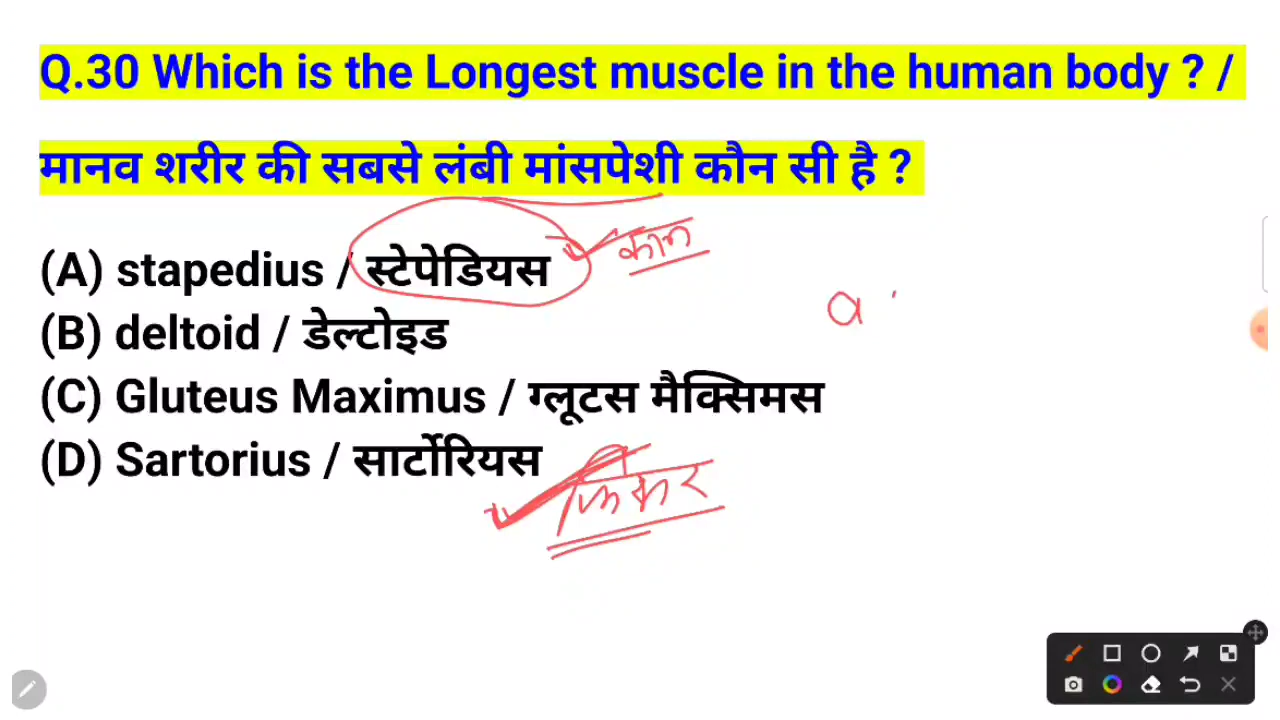 Q.30 Which is the Longest muscle in the human body ? /
मानव शरीर की सबसे लंबी मांसपेशी कौन सी है ?
(A) stapedius / स्टेपेडियस कान
(B) deltoid / डेल्टोइड
(C) Gluteus Maximus / ग्लूटस मैक्सिमस
(D) Sartorius / सार्टोरियस